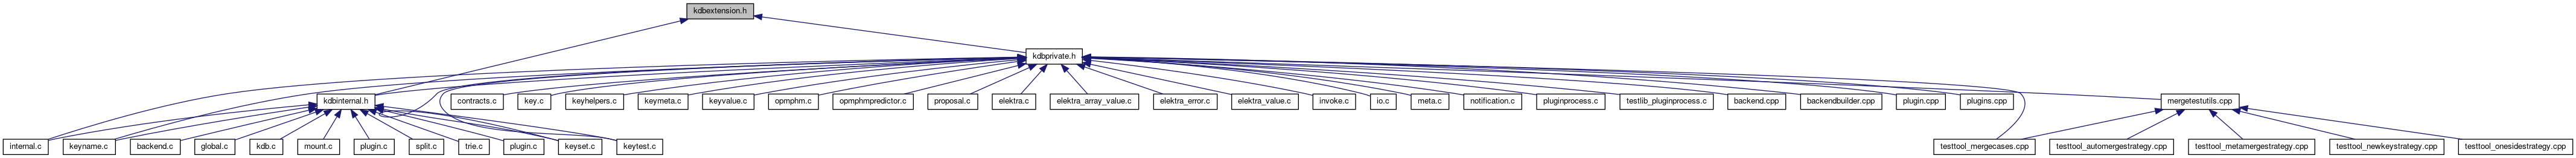 kdbextension.h
kdbprivate.h
kdbinternal.h
contracts.c
key.c
keyhelpers.c
keymeta.c
keyvalue.c
opmphm.c
opmphmpredictor.c
proposal.c
elektra.c
elektra_array_value.c
elektra_error.c
elektra_value.c
invoke.c
io.c
meta.c
notification.c
pluginprocess.c
testlib_pluginprocess.c
backend.cpp
backendbuilder.cpp
plugin.cpp
plugins.cpp
mergetestutils.cpp
internal.c
keyname.c
backend.c
global.c
kdb.c
mount.c
plugin.c
split.c
trie.c
plugin.c
keyset.c
keytest.c
testtool_mergecases.cpp
testtool_automergestrategy.cpp
testtool_metamergestrategy.cpp
testtool_newkeystrategy.cpp
testtool_onesidestrategy.cpp